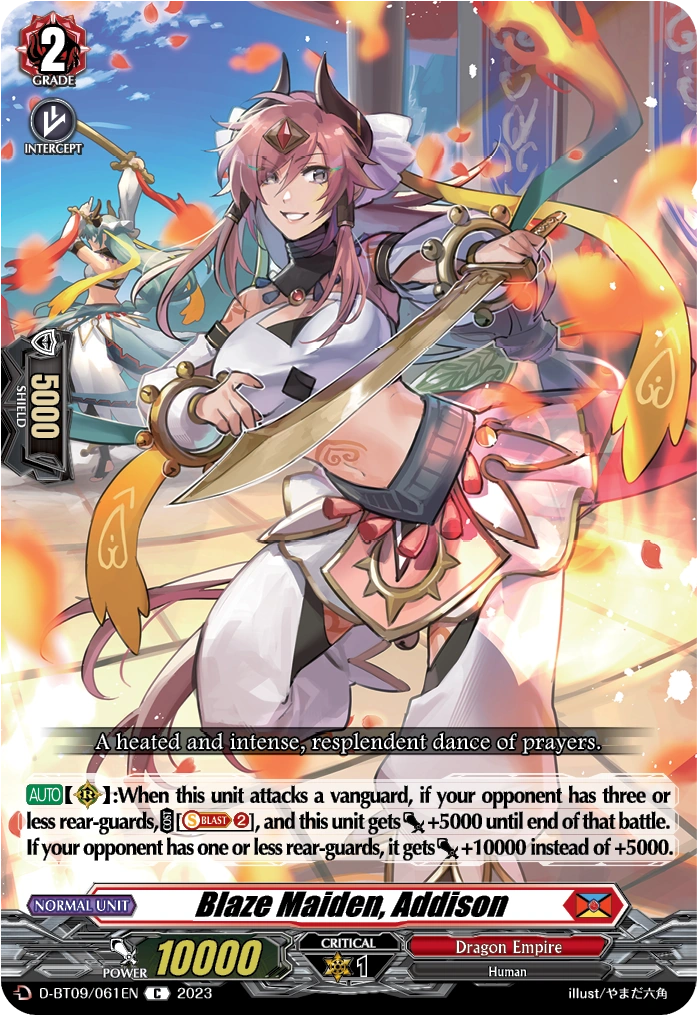 2
GRADE
INTERCEPT
5000
SHIELD
A heated and intense, resplendent dance of prayers.
AUTO【R】:When this unit attacks a vanguard, if your opponent has three or
less rear-guards, COST[S BLAST 2], and this unit gets +5000 until end of that battle.
If your opponent has one or less rear-guards, it gets +10000 instead of +5000.
NORMAL UNIT
Blaze Maiden, Addison
POWER 10000
CRITICAL
1
Dragon Empire
Human
D D-BT09/061EN C 2023
illust/やまだ六角